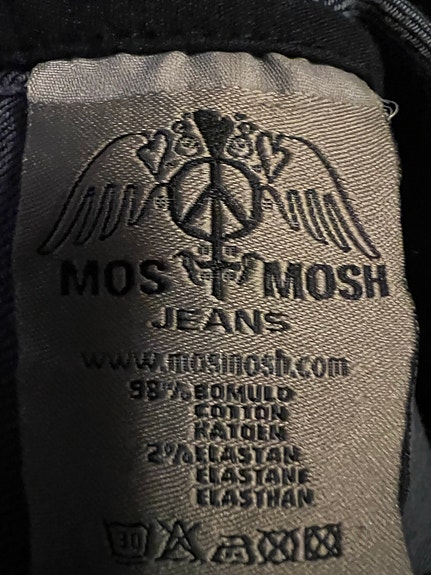 MOS MOSH
JEANS
www.mosmosh.com
98% BOMULD
COTTON
KATOEN
2% ELASTAN
ELASTANE
ELASTHAN
30